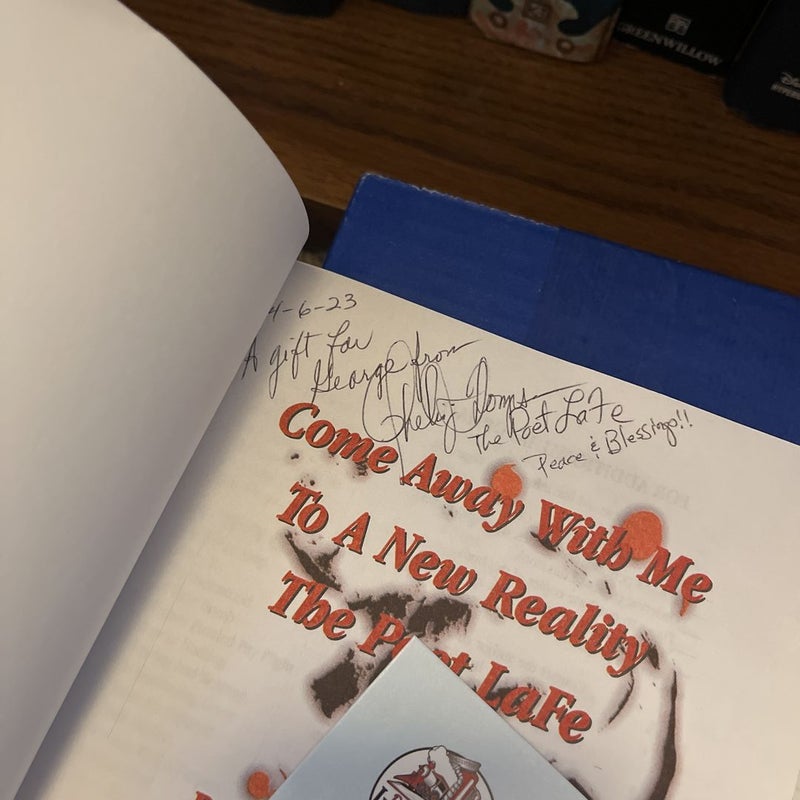 GREENWILLOW
4-6-23
A gift for
George from
The Poet LaFe
Peace & Blessings!!
Come Away With Me
To A New Reality
The Poet LaFe